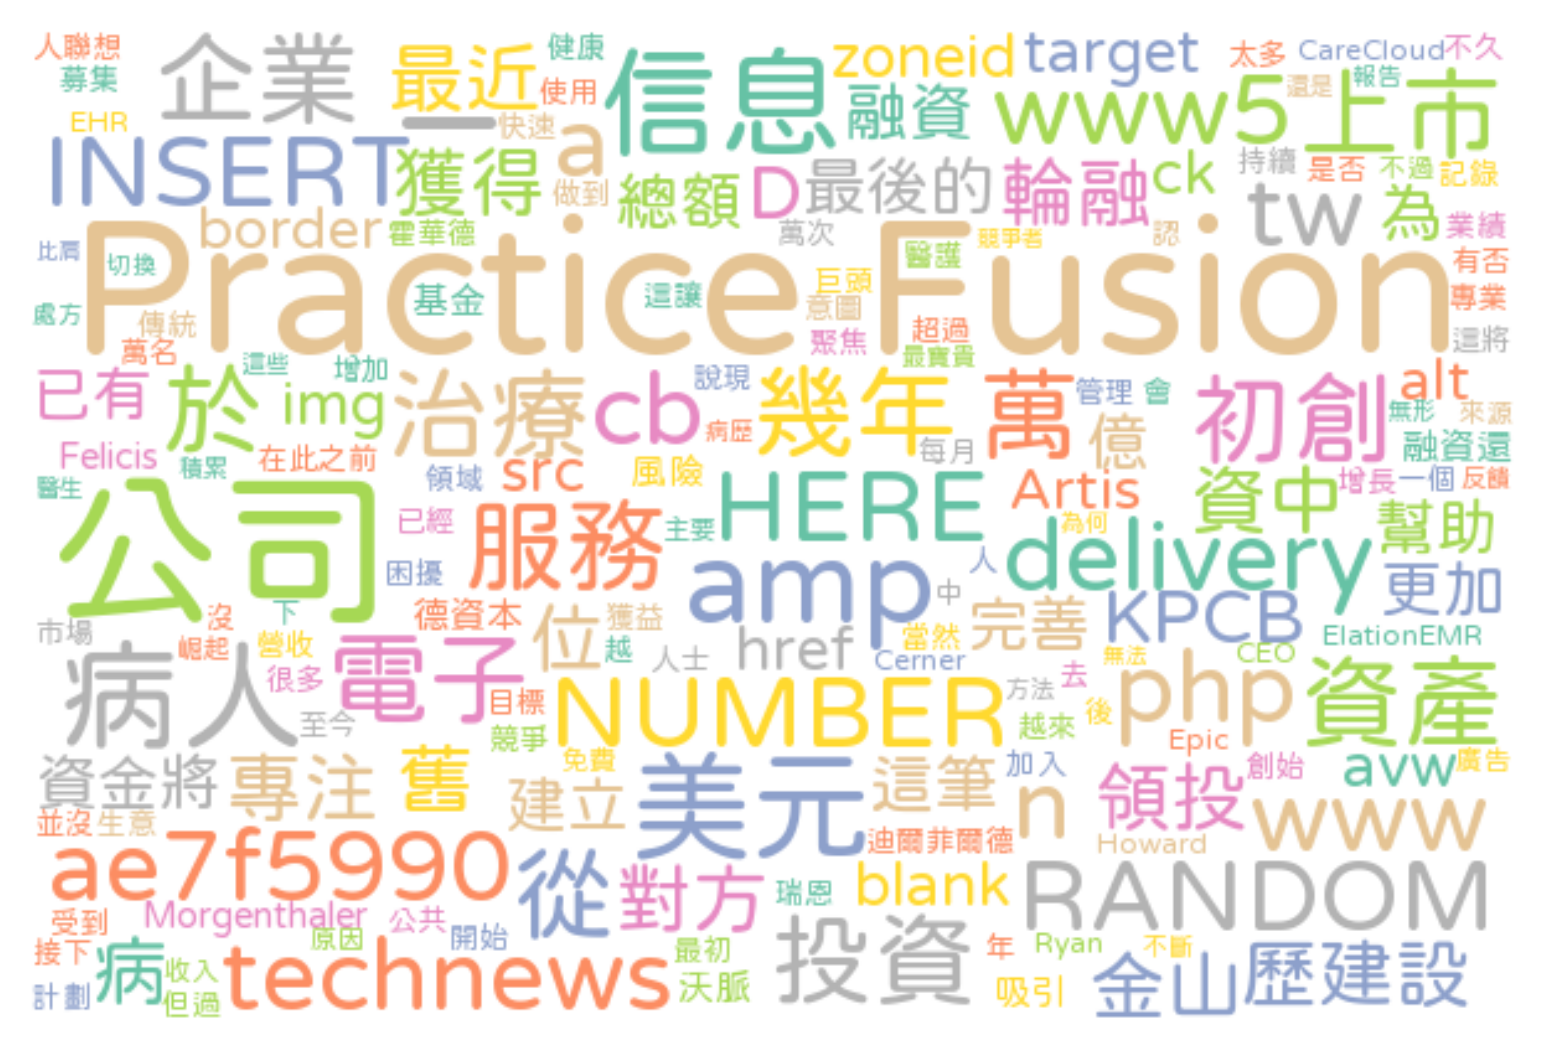 人聯想 企業 最近 健康 信息 zoneid target 太多 CareCloud 不久
募集 使用 融資 www 5 還是 上市 報告
EHR 一 快速 a
INSERT 獲得 做到 總額 D 最後的 輪融 ck 持續 是否 不過 記錄
border 霍華德 萬次 醫護 競爭者 認 tw 為 業績
比肩 切換 Practice Fusion 有否
基金 這讓 巨頭 意圖 專業
處方 傳統 聚焦 超過 這將
萬名 這些 增加 最寶貴
已有 於 img 治療 cb 說現 幾年 萬 管理 會 初創 alt
病歷 每月 億 無形 來源
Felicis 積累 在此之前 領域 src 風險 融資還
醫生 HERE Artis 資中 增長 一個 反饋
公司 已經 服務 主要 為何 delivery 幫助
困擾 amp 中 人 更加
市場 沒 下 德資本 位 獲益 完善 KPCB
崛起 營收 越 人士 href 當然 Cerner 無法 CEO ElationEMR
病人 很多 電子 目標 NUMBER 方法 去 php 資產
至今 競爭 越來 後 Epic
資金將 專注 舊 免費 美元 這筆 加入 創始 avw 廣告
並沒 生意 建立 n 領投 www
ae7f5990 從 迪爾菲爾德 Howard
受到 Morgenthaler 公共 對方 瑞恩 blank RANDOM
接下 病 原因 開始 最初 投資 年 Ryan 不斷
計劃 收入 technews 沃脈 吸引 金山 歷建設
但過